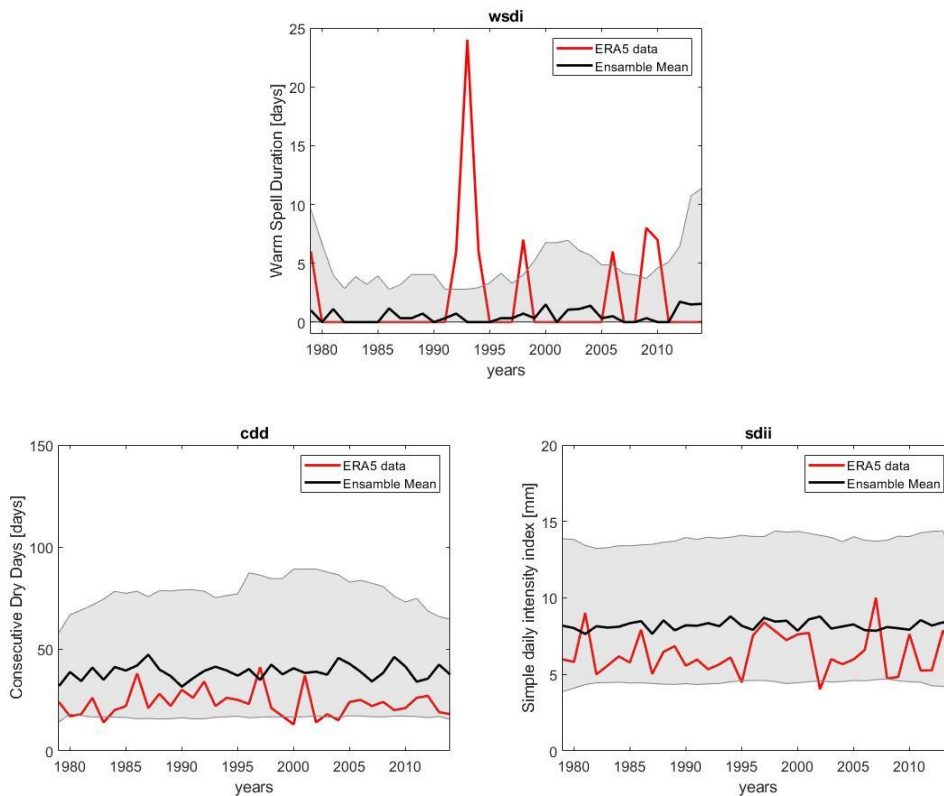 wsdi
25
20
15
10
5
0
Warm Spell Duration [days]
ERA5 data
Ensamble Mean
1980 1985 1990 1995 2000 2005 2010
years
cdd
150
100
50
0
Consecutive Dry Days [days]
ERA5 data
Ensamble Mean
1980 1985 1990 1995 2000 2005 2010
years
sdii
20
15
10
5
0
Simple daily intensity index [mm]
ERA5 data
Ensamble Mean
1980 1985 1990 1995 2000 2005 2010
years